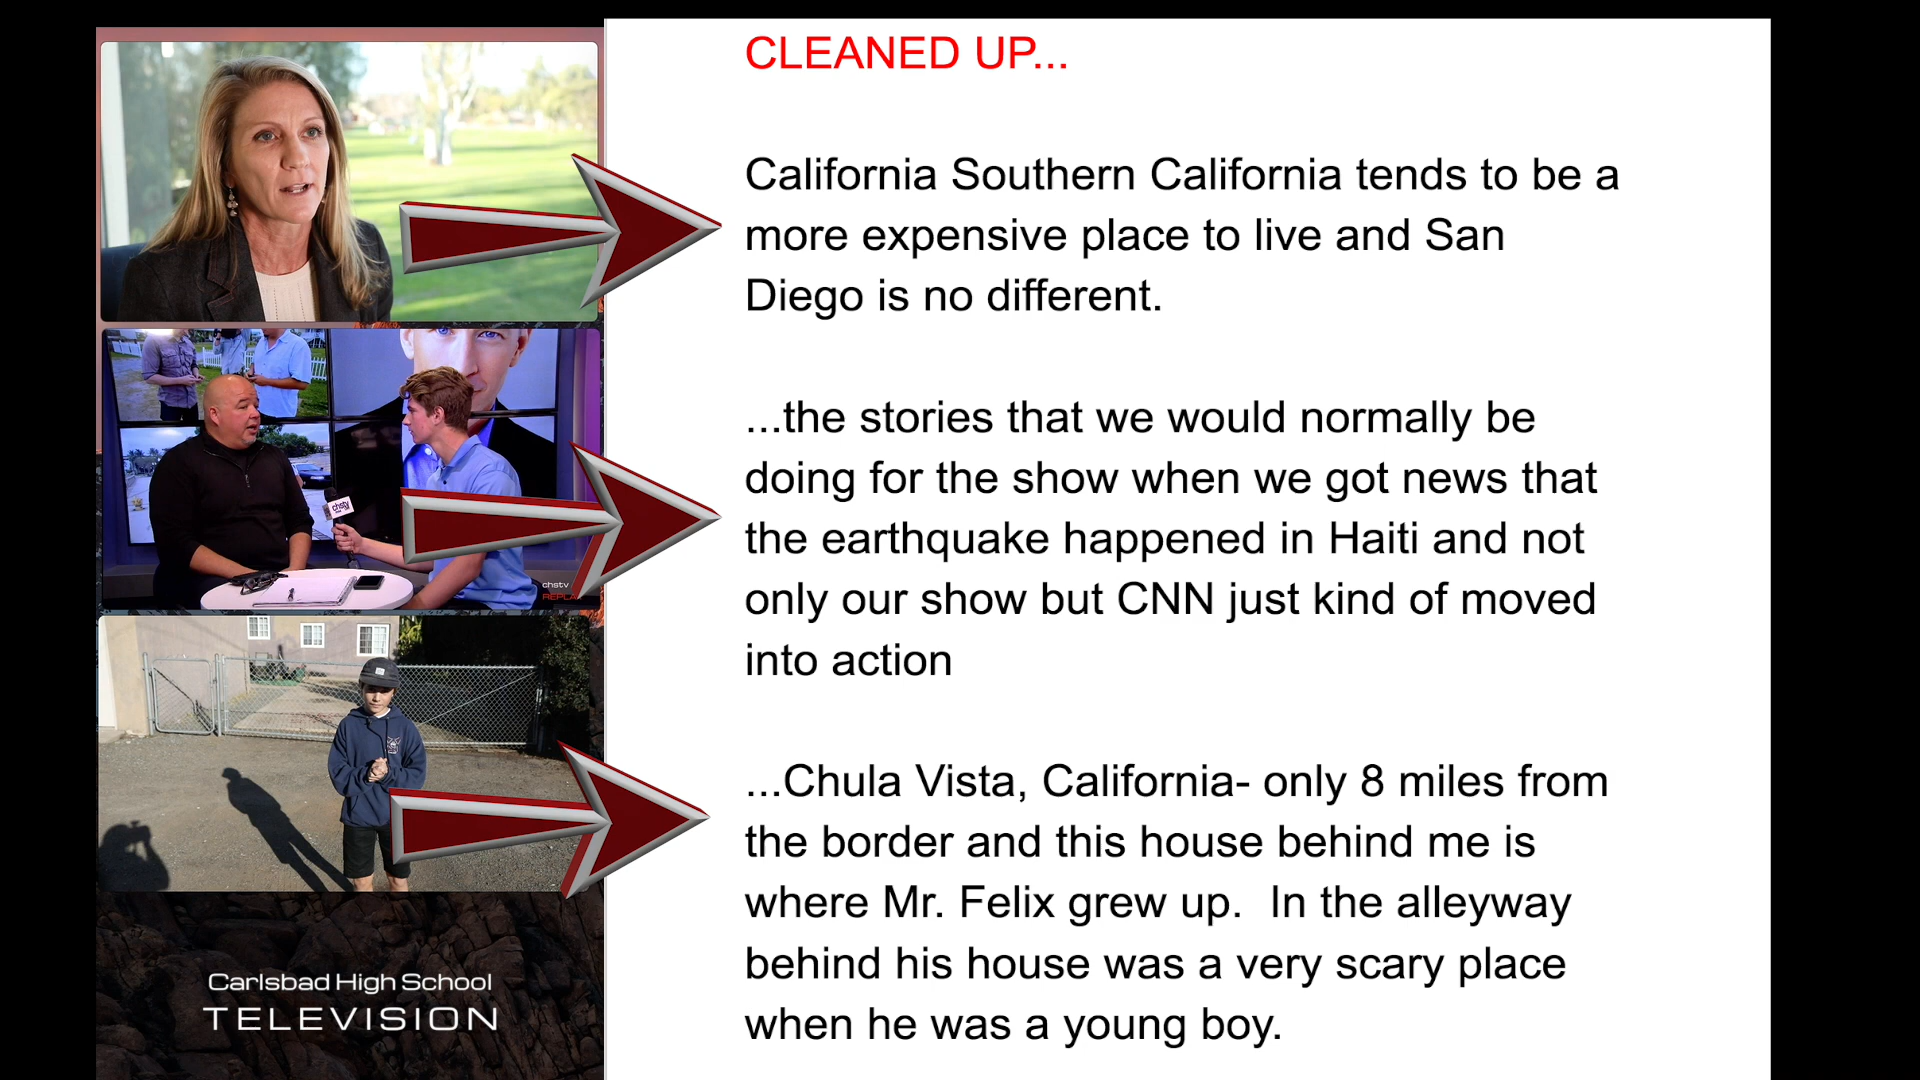 CLEANED UP...
California Southern California tends to be a
more expensive place to live and San
Diego is no different.
...the stories that we would normally be
doing for the show when we got news that
the earthquake happened in Haiti and not
only our show but CNN just kind of moved
into action
...Chula Vista, California- only 8 miles from
the border and this house behind me is
where Mr. Felix grew up.  In the alleyway
behind his house was a very scary place
when he was a young boy.
chstv
chstv
Carlsbad High School
TELEVISION